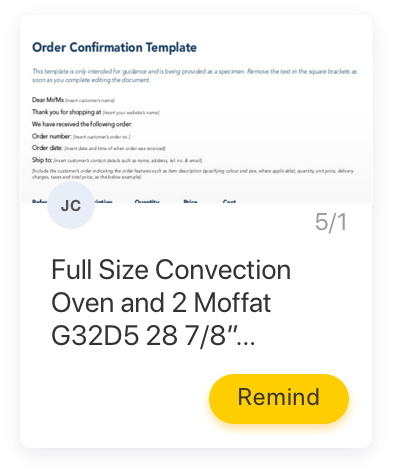 Order Confirmation Template
This template is only intended for guidance and is being provided as a specimen. Remove the text in the square brackets as
soon as you complete editing the document.
Dear Mr/Ms [insert customer's name]
Thank you for shopping at [insert your website's name]
We have received the following order:
Order number: [insert customer's order no.]
Order date: [insert date and time of when order was received]
Ship to: [insert customer's contact details such as name, address, tel. no. & email]
[Include the customer's order indicating the order features such as item description (specifying colour and size, where applicable), quantity, unit price, delivery
charges, taxes and total price, as the below example].
Quantity Price Cost
JC
5/1
Full Size Convection
Oven and 2 Moffat
G32D5 28 7/8”...
Remind